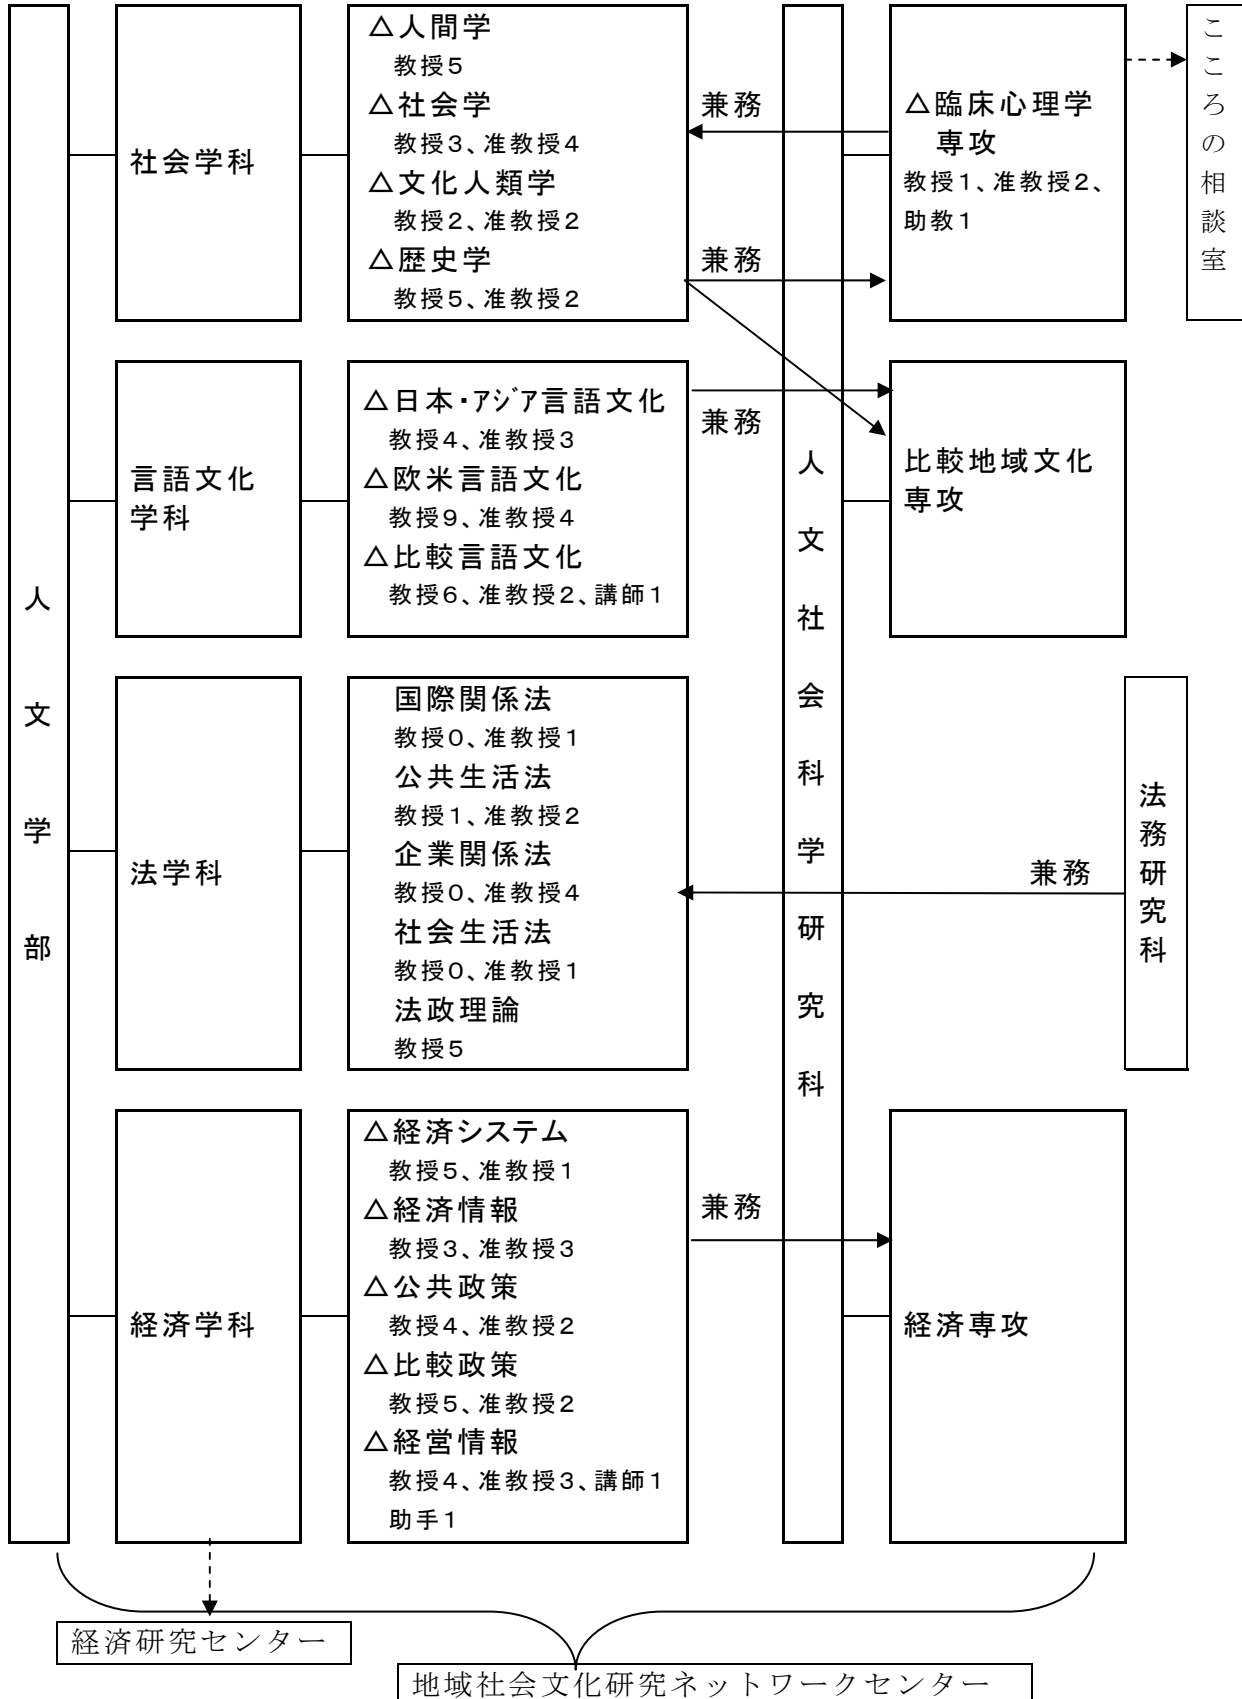 人文学部
社会学科
△人間学
教授5
△社会学
教授3、准教授4
△文化人類学
教授2、准教授2
△歴史学
教授5、准教授2
兼務
兼務
人文社会科学研究科
△臨床心理学
専攻
教授1、准教授2、
助教1
こころの相談室
言語文化
学科
△日本・アジア言語文化
教授4、准教授3
△欧米言語文化
教授9、准教授4
△比較言語文化
教授6、准教授2、講師1
兼務
比較地域文化
専攻
法学科
国際関係法
教授0、准教授1
公共生活法
教授1、准教授2
企業関係法
教授0、准教授4
社会生活法
教授0、准教授1
法政理論
教授5
兼務
法務研究科
経済学科
△経済システム
教授5、准教授1
△経済情報
教授3、准教授3
△公共政策
教授4、准教授2
△比較政策
教授5、准教授2
△経営情報
教授4、准教授3、講師1
助手1
兼務
経済専攻
経済研究センター
地域社会文化研究ネットワークセンター